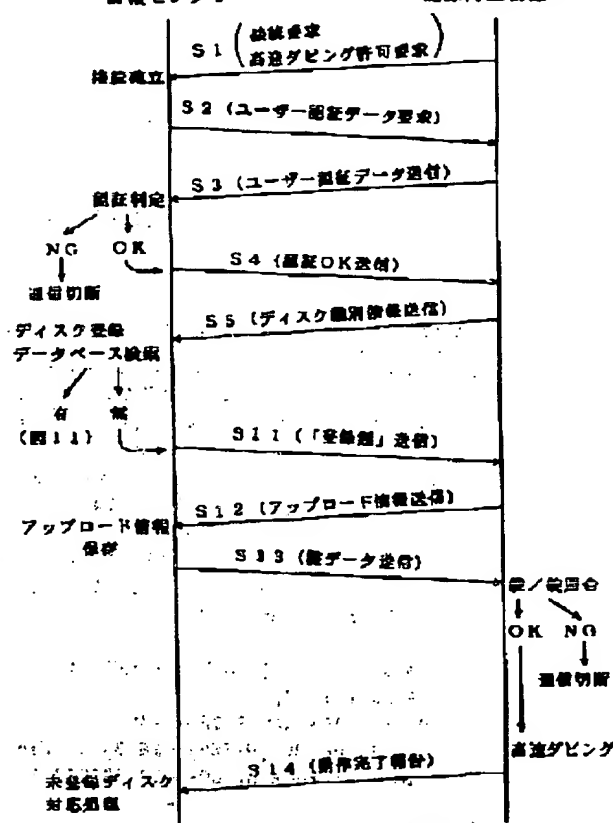 S1 (接続要求
高速ダビング許可要求)
接続確立
S2 (ユーザー認証データ要求)
S3 (ユーザー認証データ送信)
認証判定
NG OK
S4 (認証OK送信)
通信切断
S5 (ディスク識別情報送信)
ディスク登録
データベース検索
有 無
(図11)
S11 (「登録無」送信)
S12 (アップロード情報送信)
アップロード情報
保存
S13 (鍵データ送信)
鍵/錠照合
OK NG
通信切断
高速ダビング
S14 (動作完了報告)
未登録ディスク
対応処理